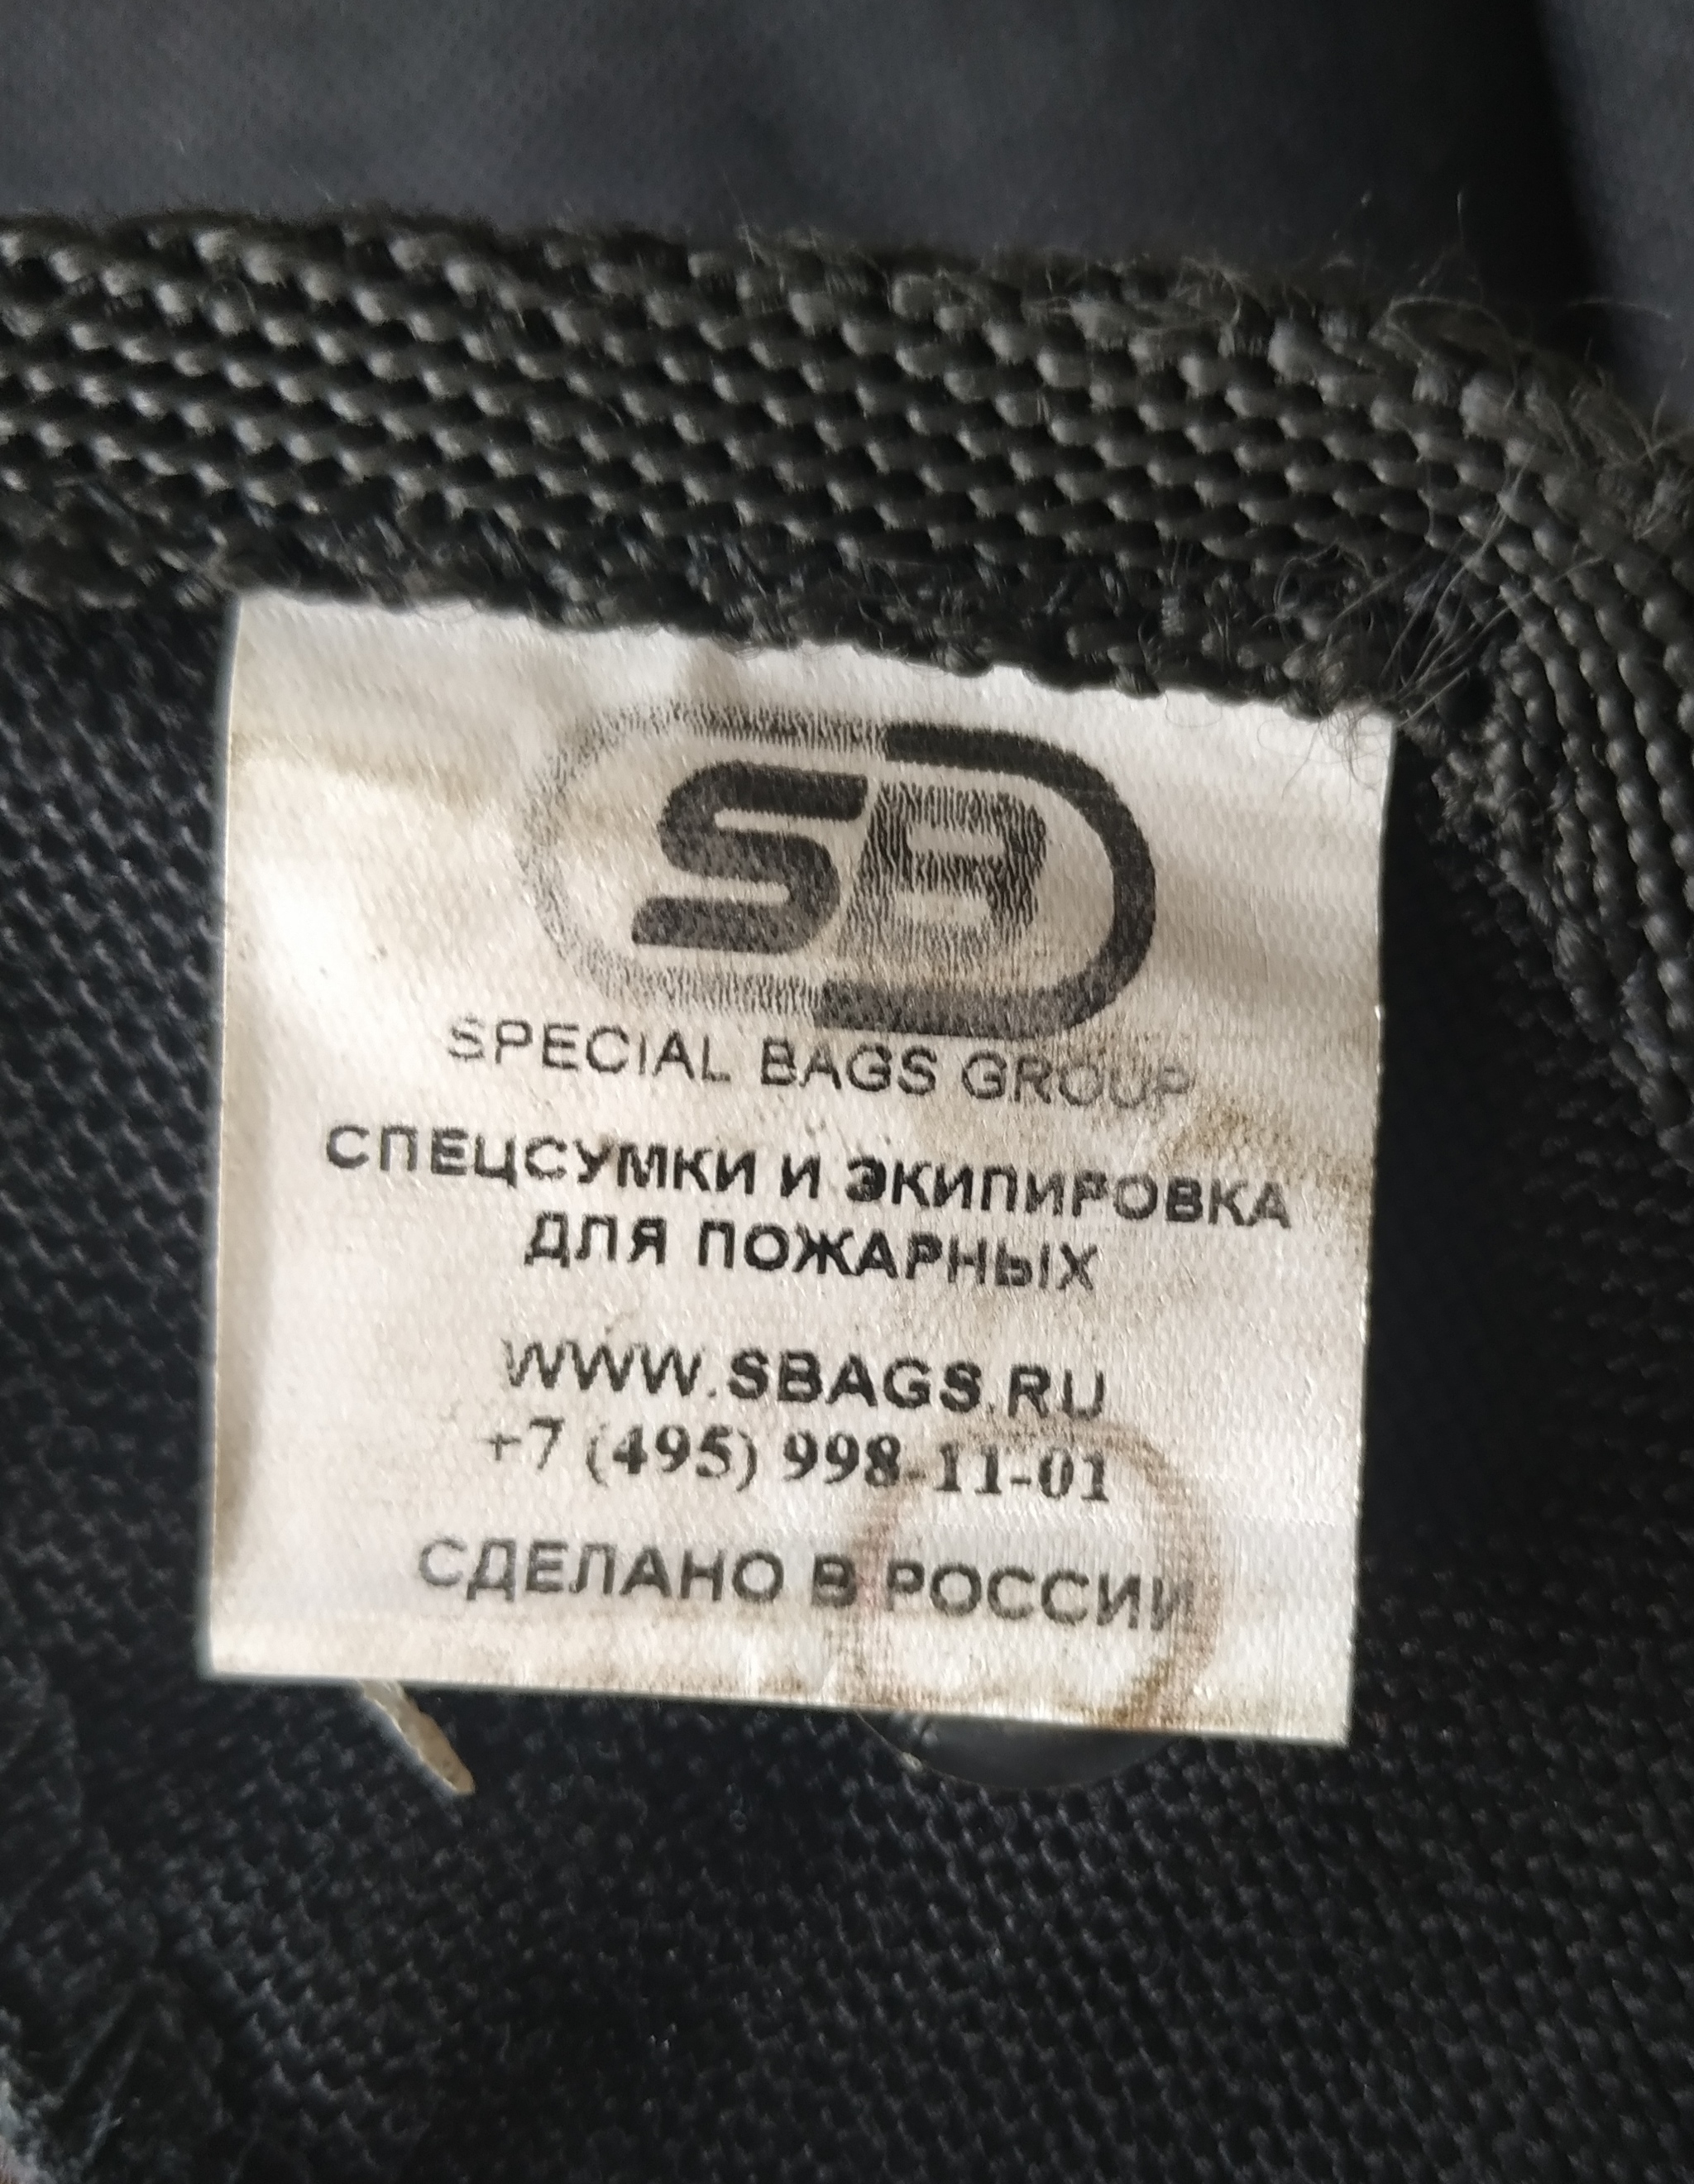 SB
SPECIAL BAGS GROUP
СПЕЦСУМКИ И ЭКИПИРОВКА
ДЛЯ ПОЖАРНЫХ
WWW.SBAGS.RU
+7 (495) 998-11-01
СДЕЛАНО В РОССИИ